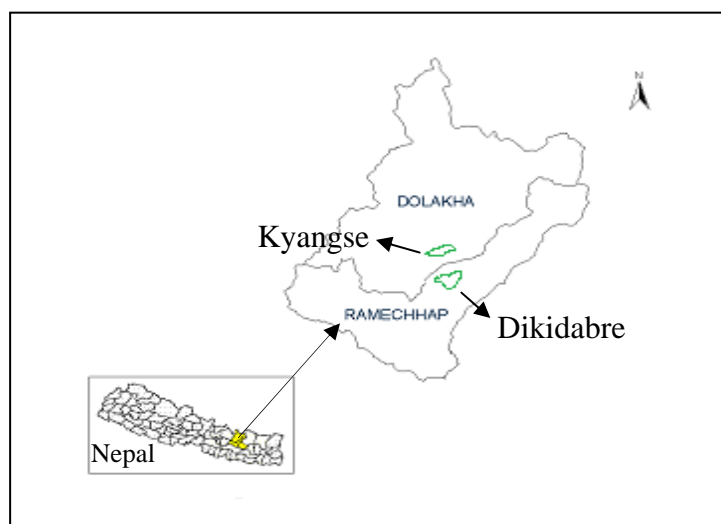 N
DOLAKHA
Kyangse
RAMECHHAP
Dikidabre
Nepal